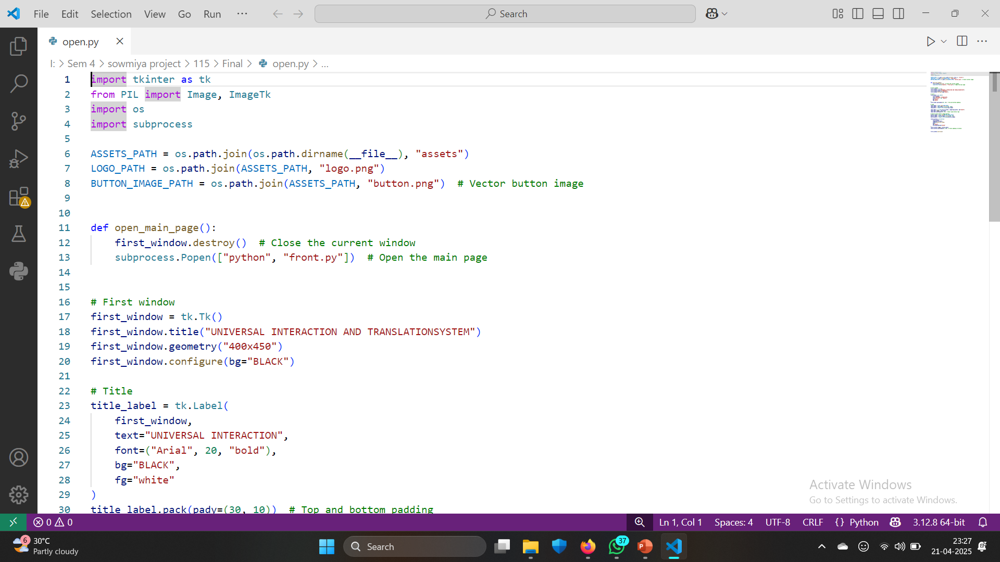 File Edit Selection View Go Run ··· Search
open.py
I: > Sem 4 > sowmiya project > 115 > Final > open.py > ...
1 import tkinter as tk
2 from PIL import Image, ImageTk
3 import os
4 import subprocess
5
6 ASSETS_PATH = os.path.join(os.path.dirname(__file__), "assets")
7 LOGO_PATH = os.path.join(ASSETS_PATH, "logo.png")
8 BUTTON_IMAGE_PATH = os.path.join(ASSETS_PATH, "button.png")  # Vector button image
9
10
11 def open_main_page():
12     first_window.destroy()  # Close the current window
13     subprocess.Popen(["python", "front.py"])  # Open the main page
14
15
16 # First window
17 first_window = tk.Tk()
18 first_window.title("UNIVERSAL INTERACTION AND TRANSLATIONSYSTEM")
19 first_window.geometry("400x450")
20 first_window.configure(bg="BLACK")
21
22 # Title
23 title_label = tk.Label(
24     first_window,
25     text="UNIVERSAL INTERACTION",
26     font=("Arial", 20, "bold"),
27     bg="BLACK",
28     fg="white"
29 )
30 title_label.pack(pady=(30, 10))  # Top and bottom padding
Activate Windows
Go to Settings to activate Windows.
0 0 Ln 1, Col 1 Spaces: 4 UTF-8 CRLF {} Python 3.12.8 64-bit
6 30°C
Partly cloudy
Search
37
P
23:27
21-04-2025